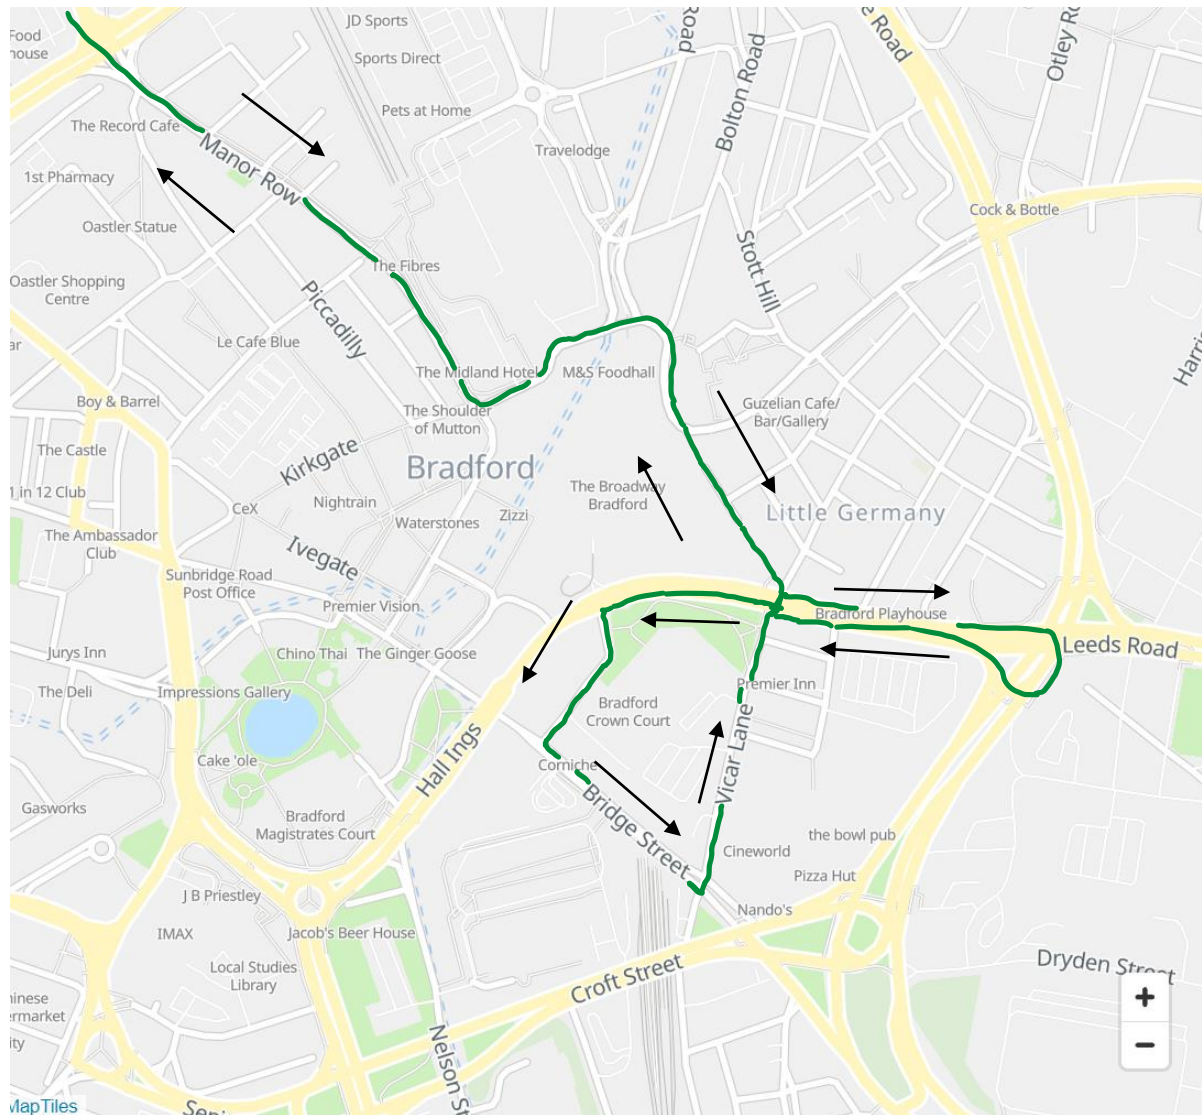 JD Sports
Food
house
Sports Direct
e Road
Otley Ro
Road
Bolton Road
Pets at Home
The Record Cafe
Manor Row
Travelodge
1st Pharmacy
Cock & Bottle
Oastler Statue
Stott Hill
The Fibres
Oastler Shopping
Centre
Piccadilly
Harris
Le Cafe Blue
ar
The Midland Hotel
M&S Foodhall
Boy & Barrel
The Shoulder
of Mutton
Guzelian Cafe/
Bar/Gallery
The Castle
Kirkgate
Bradford
1 in 12 Club
Nightrain
The Broadway
Bradford
CeX
Waterstones
Zizzi
Little Germany
The Ambassador
Club
Ivegate
Sunbridge Road
Post Office
Premier Vision
Bradford Playhouse
Leeds Road
Jurys Inn
Chino Thai
The Ginger Goose
The Deli
Impressions Gallery
Premier Inn
Bradford
Crown Court
Vicar Lane
Hall Ings
Cake 'ole
Corniche
Gasworks
Bradford
Magistrates Court
Bridge Street
the bowl pub
Cineworld
Pizza Hut
J B Priestley
Nando's
IMAX
Jacob's Beer House
Local Studies
Library
Croft Street
Dryden Street
hinese
ermarket
ity
+
−
Nelson St
MapTiles